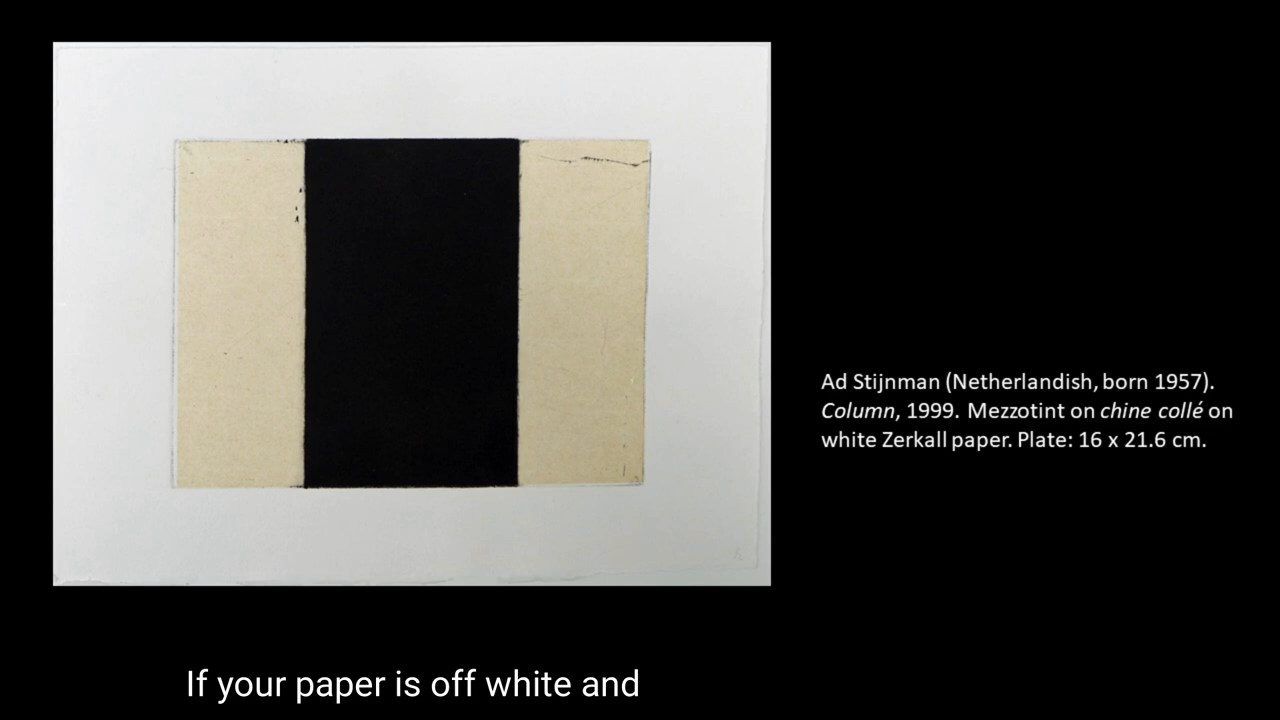 Ad Stijnman (Netherlandish, born 1957).
Column, 1999. Mezzotint on chine collé on
white Zerkall paper. Plate: 16 x 21.6 cm.
If your paper is off white and